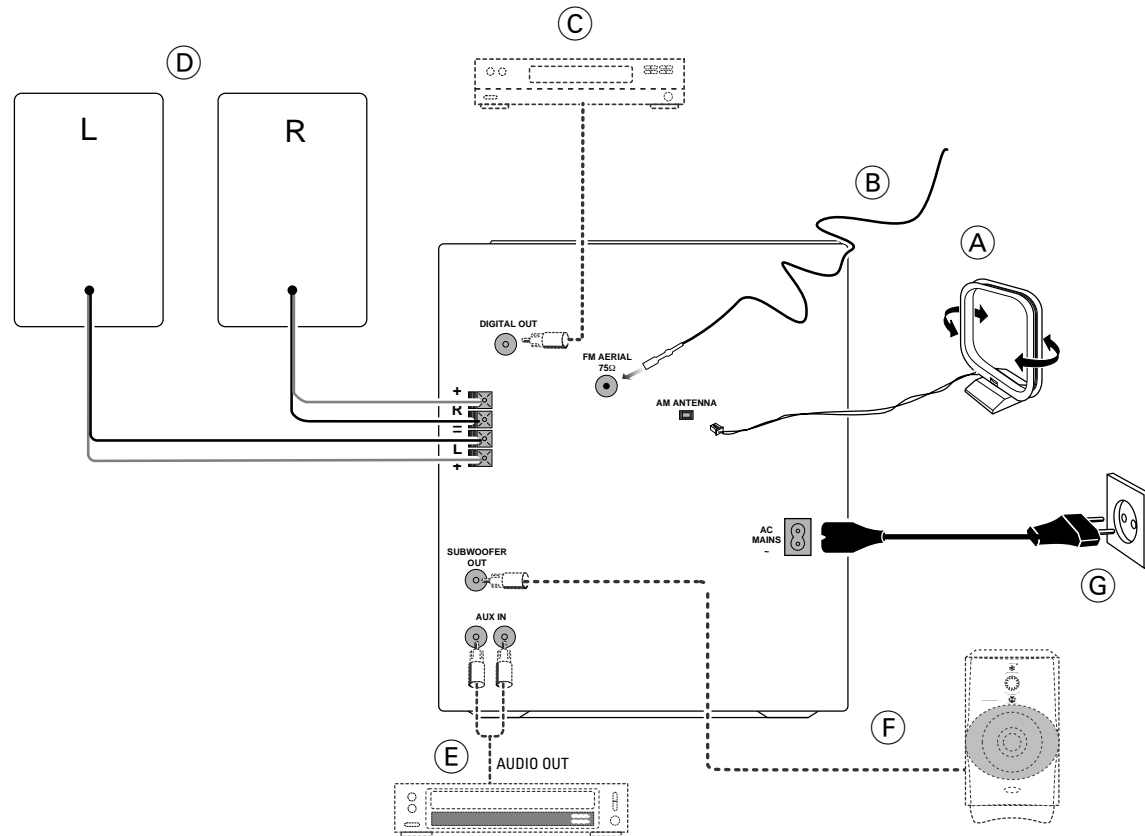 C
D
L
R
B
A
DIGITAL OUT
FM AERIAL
75Ω
AM ANTENNA
+
R
=
L
+
AC
MAINS
~
SUBWOOFER
OUT
G
AUX IN
F
E
AUDIO OUT